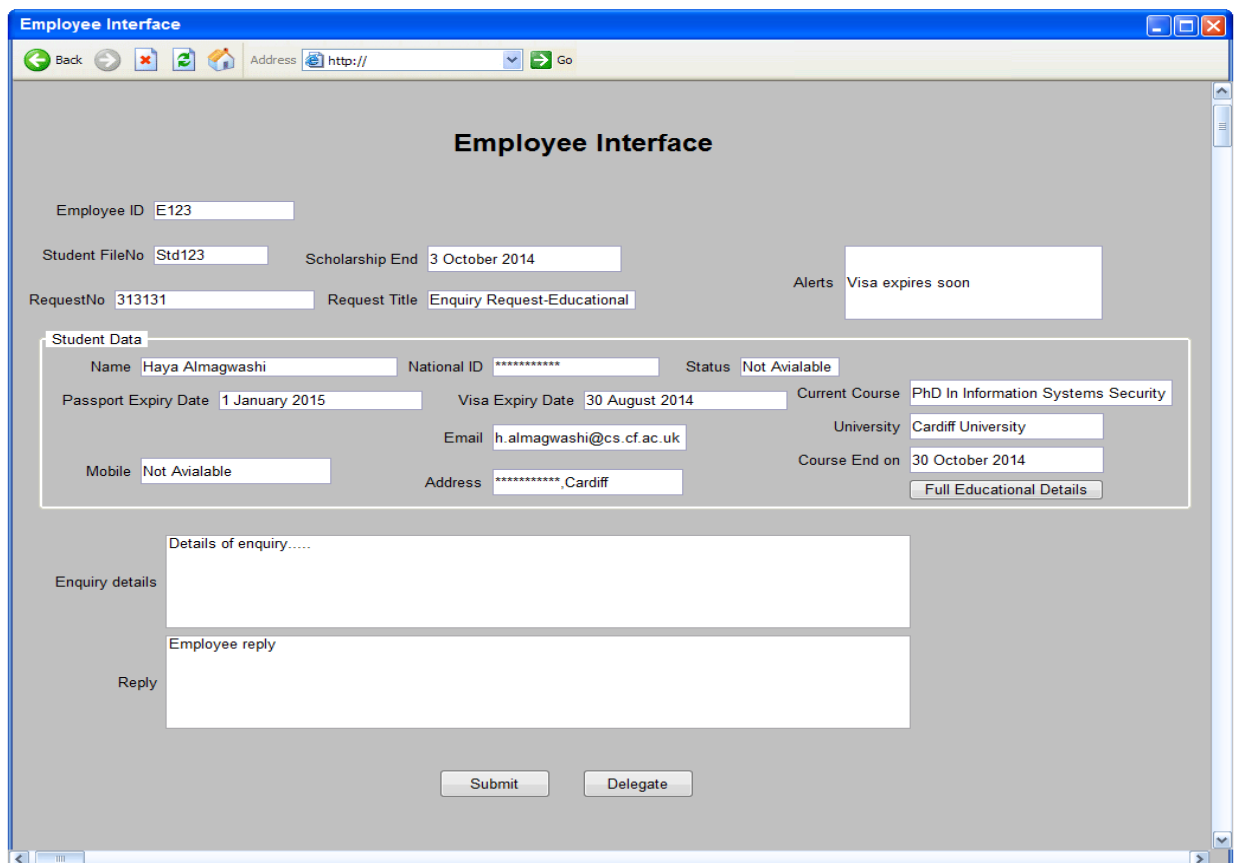 Employee Interface
Back Address http:// Go
Employee Interface
Employee ID E123
Student FileNo Std123 Scholarship End 3 October 2014
Alerts Visa expires soon
RequestNo 313131 Request Title Enquiry Request-Educational
Student Data
Name Haya Almagwashi National ID *********** Status Not Avialable
Passport Expiry Date 1 January 2015 Visa Expiry Date 30 August 2014 Current Course PhD In Information Systems Security
University Cardiff University
Email h.almagwashi@cs.cf.ac.uk
Course End on 30 October 2014
Mobile Not Avialable
Address ***********,Cardiff
Full Educational Details
Details of enquiry.....
Enquiry details
Employee reply
Reply
Submit Delegate